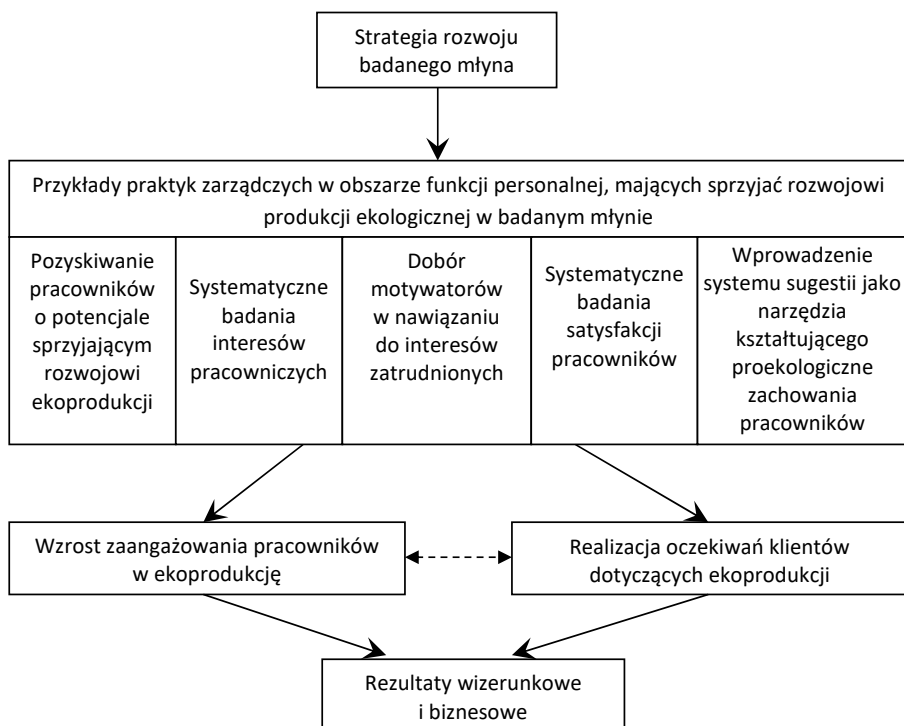 Strategia rozwoju
badanego młyna
Przykłady praktyk zarządczych w obszarze funkcji personalnej, mających sprzyjać rozwojowi
produkcji ekologicznej w badanym młynie
Pozyskiwanie
pracowników
o potencjale
sprzyjającym
rozwojowi
ekoprodukcji
Systematyczne
badania
interesów
pracowniczych
Dobór
motywatorów
w nawiązaniu
do interesów
zatrudnionych
Systematyczne
badania
satysfakcji
pracowników
Wprowadzenie
systemu sugestii jako
narzędzia
kształtującego
proekologiczne
zachowania
pracowników
Wzrost zaangażowania pracowników
w ekoprodukcję
Realizacja oczekiwań klientów
dotyczących ekoprodukcji
Rezultaty wizerunkowe
i biznesowe